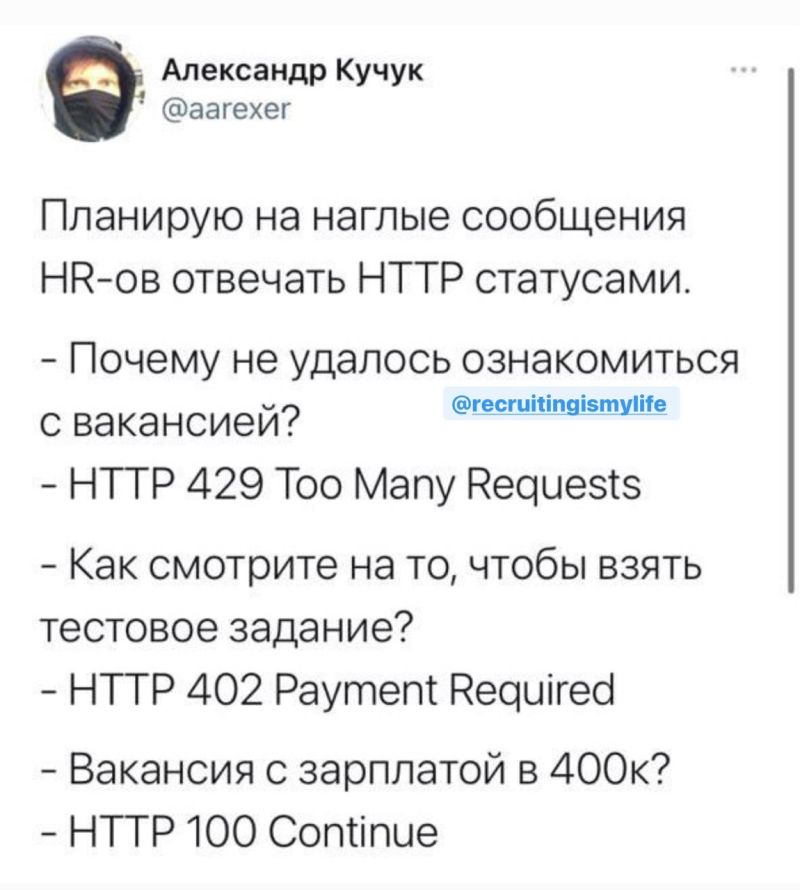 Александр Кучук
@aarexer
Планирую на наглые сообщения
HR-ов отвечать HTTP статусами.
- Почему не удалось ознакомиться
@recruitingismylife
с вакансией?
- HTTP 429 Too Many Requests
- Как смотрите на то, чтобы взять
тестовое задание?
- HTTP 402 Payment Required
- Вакансия с зарплатой в 400к?
- HTTP 100 Continue